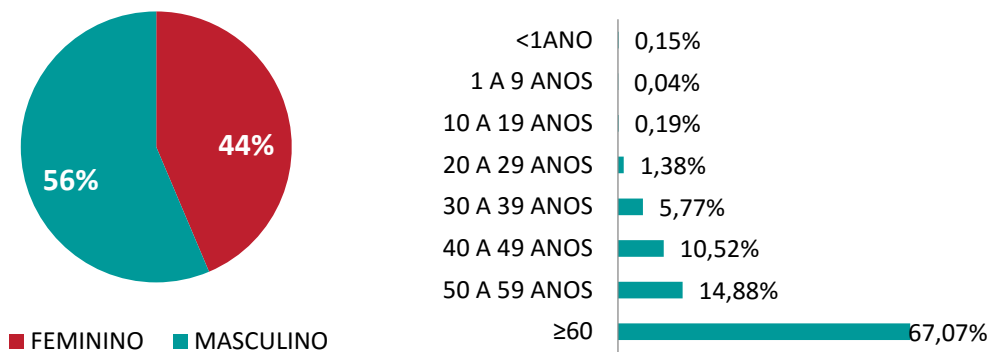 44%
56%
FEMININO
MASCULINO
<1ANO 0,15%
1 A 9 ANOS 0,04%
10 A 19 ANOS 0,19%
20 A 29 ANOS 1,38%
30 A 39 ANOS 5,77%
40 A 49 ANOS 10,52%
50 A 59 ANOS 14,88%
≥60 67,07%